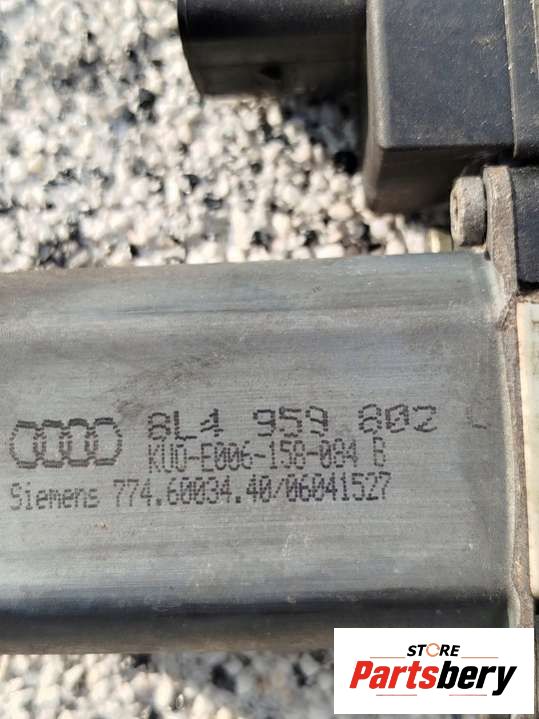 8L4 959 802 C
KUO-E006-158-084 B
Siemens 774.60034.40/06041527
STORE
Partsbery